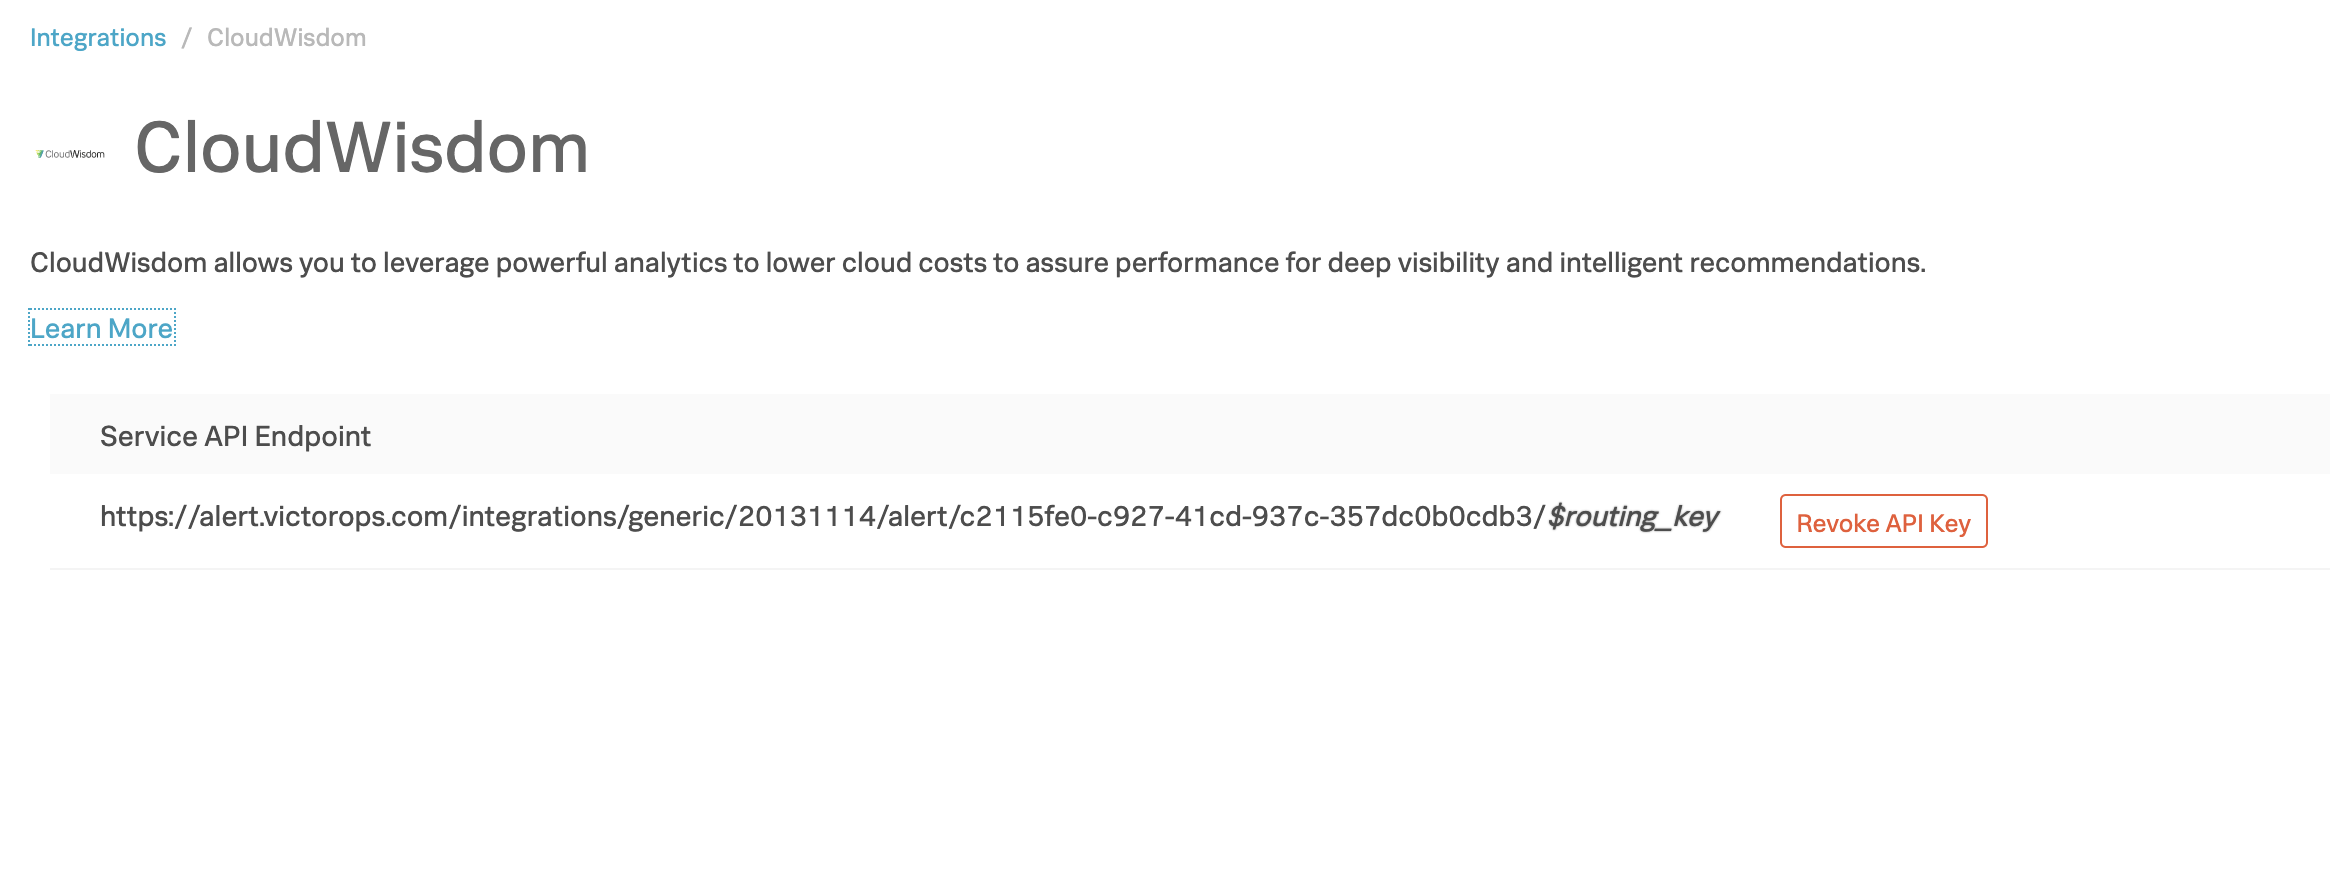 Integrations / CloudWisdom
CloudWisdom CloudWisdom
CloudWisdom allows you to leverage powerful analytics to lower cloud costs to assure performance for deep visibility and intelligent recommendations.
Learn More
Service API Endpoint
https://alert.victorops.com/integrations/generic/20131114/alert/c2115fe0-c927-41cd-937c-357dc0b0cdb3/$routing_key Revoke API Key